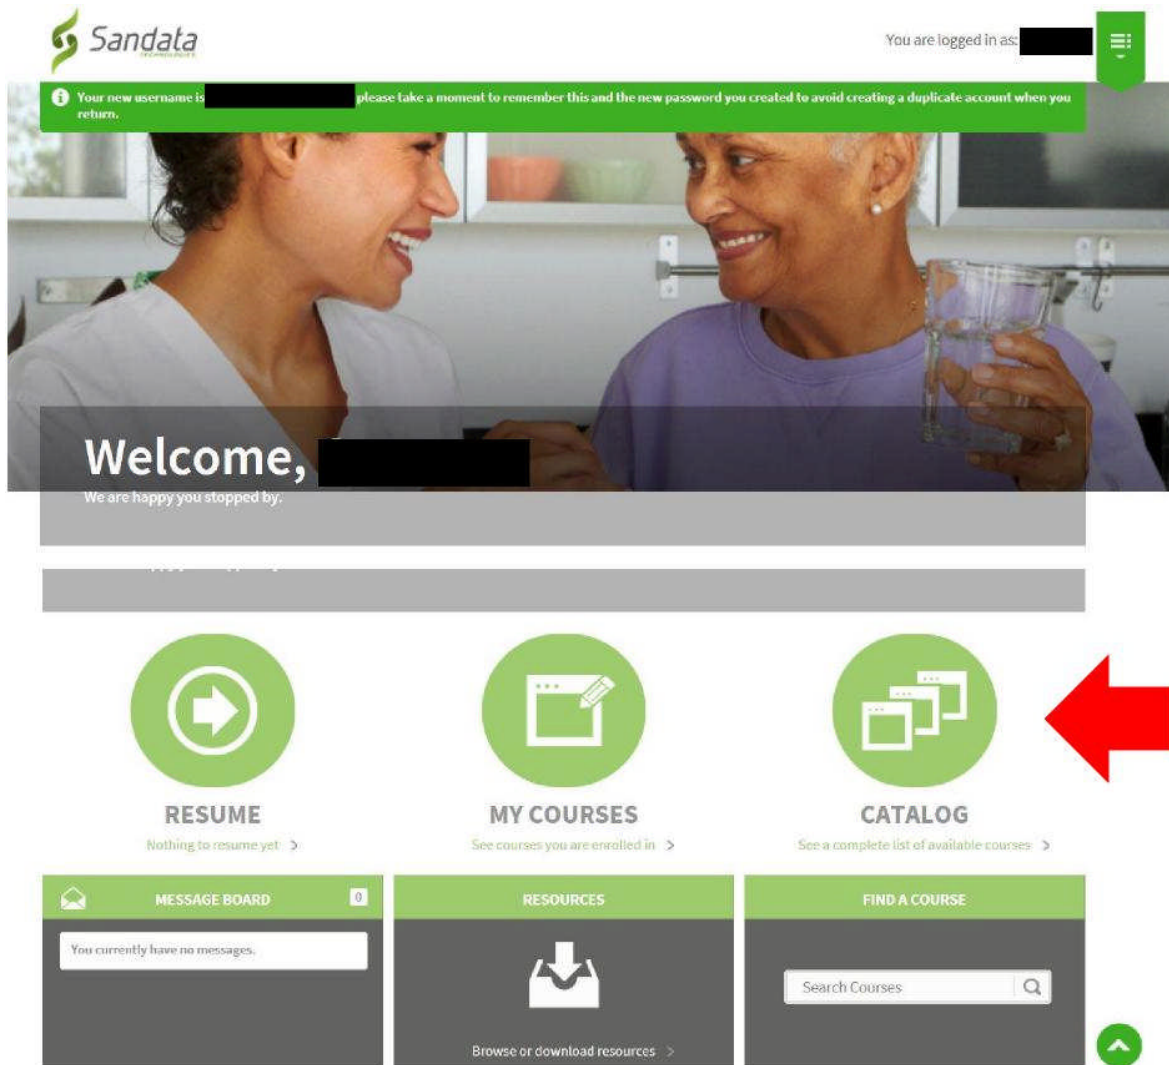 Sandata
TECHNOLOGIES
You are logged in as:
Your new username is please take a moment to remember this and the new password you created to avoid creating a duplicate account when you
return.
Welcome,
We are happy you stopped by.
RESUME
Nothing to resume yet >
MY COURSES
See courses you are enrolled in >
CATALOG
See a complete list of available courses >
MESSAGE BOARD 0
You currently have no messages.
RESOURCES
Browse or download resources >
FIND A COURSE
Search Courses